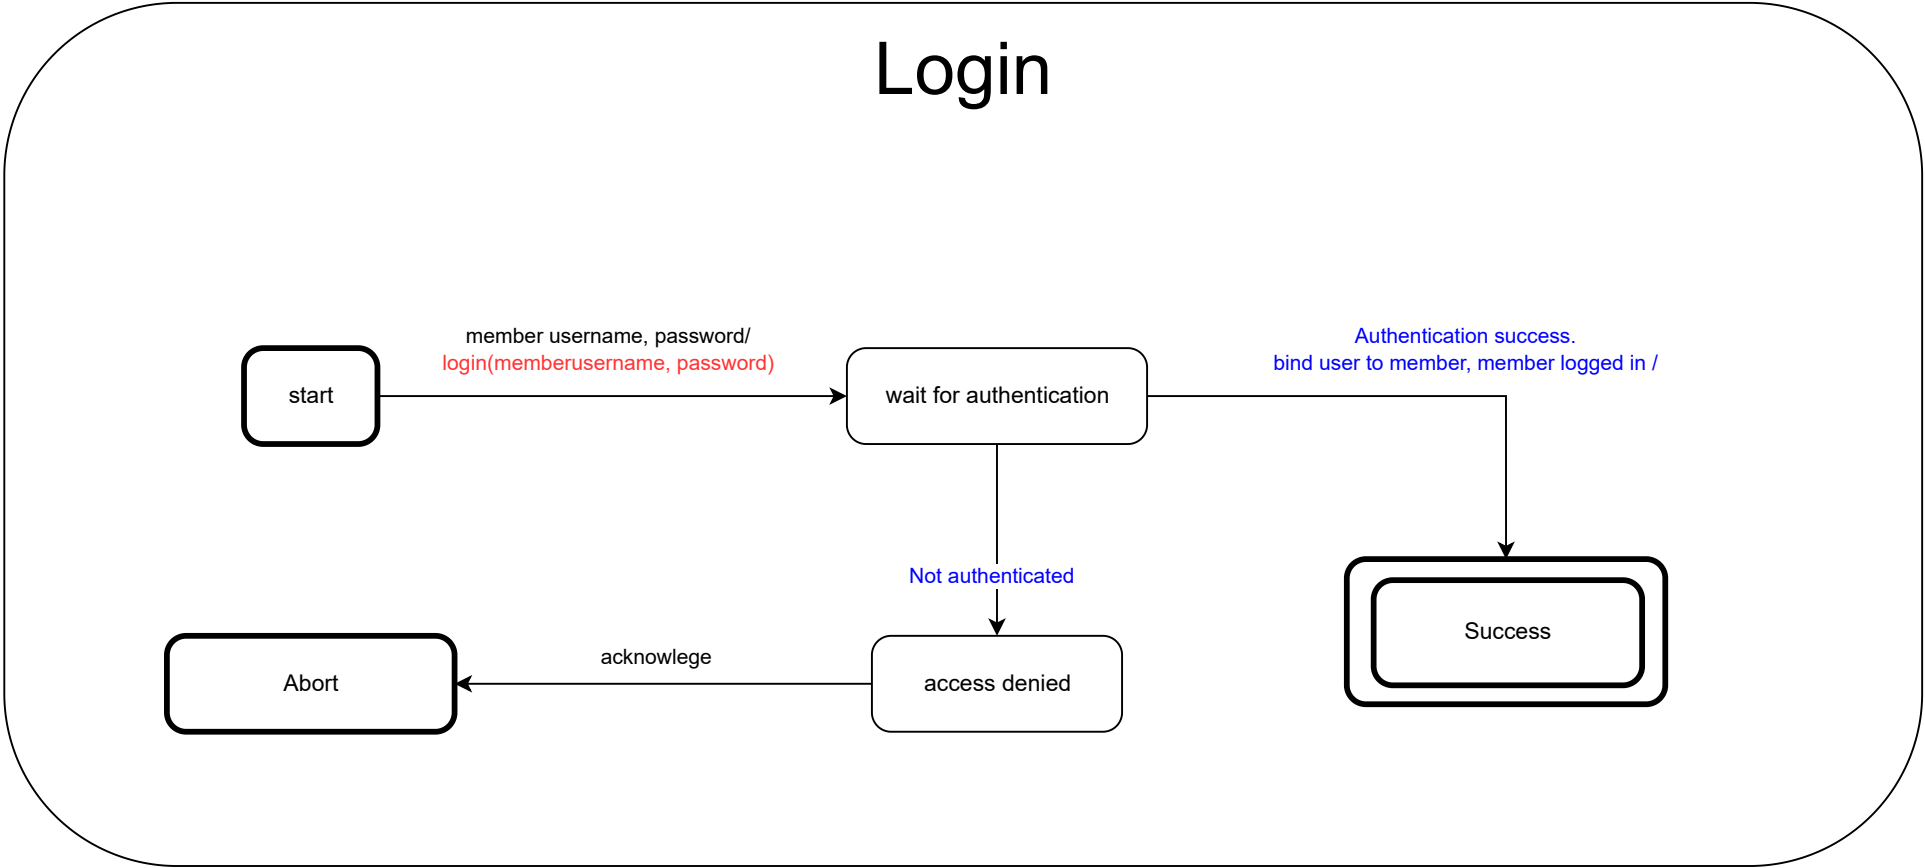 Login
member username, password/
login(memberusername, password)
Authentication success.
bind user to member, member logged in /
start
wait for authentication
Not authenticated
Success
acknowlege
Abort
access denied